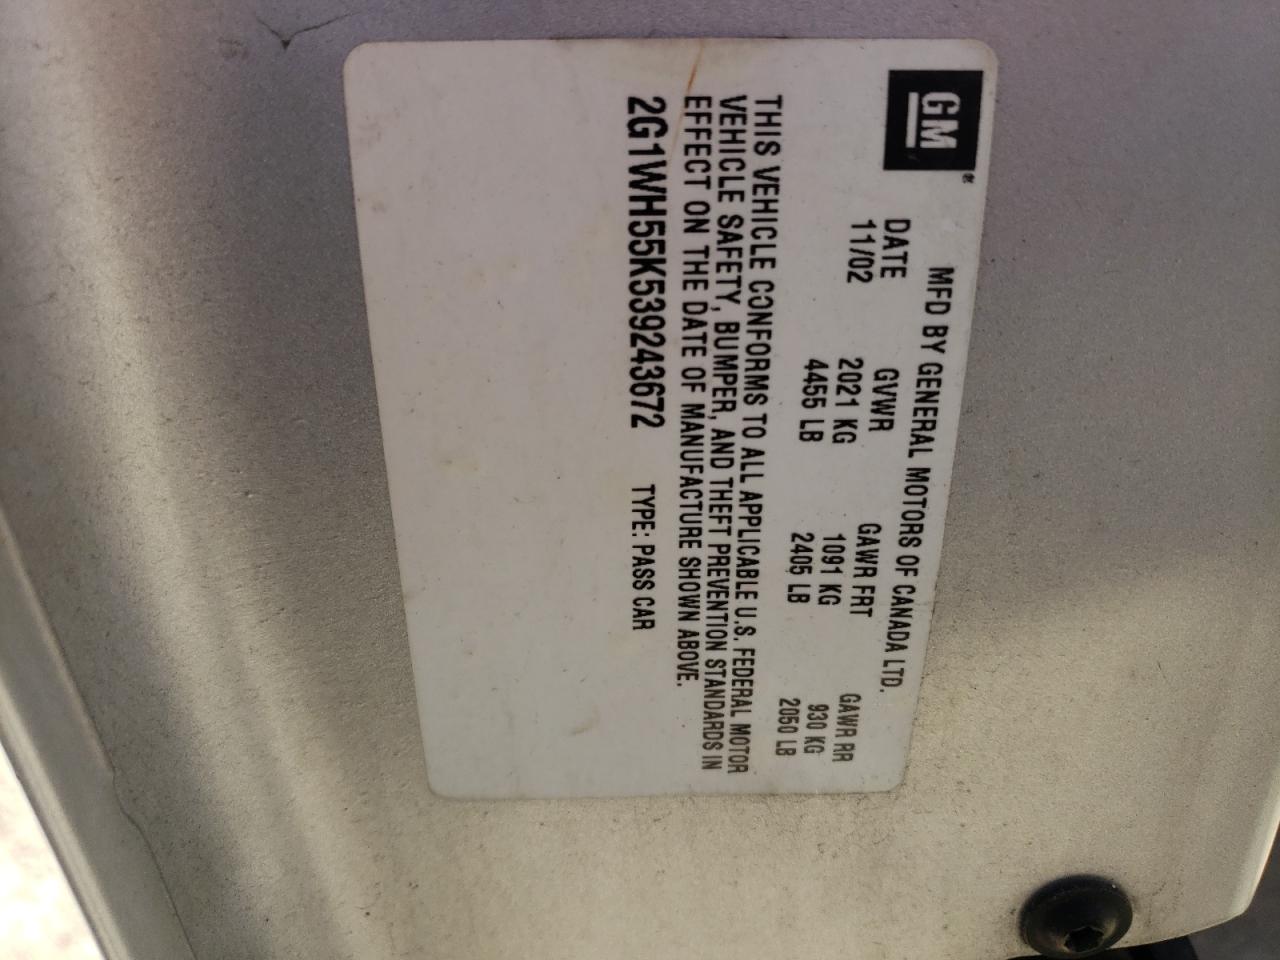 GM®
MFD BY GENERAL MOTORS OF CANADA LTD.
DATE GVWR GAWR FRT GAWR RR
11/02 2021 KG 1091 KG 930 KG
4455 LB 2405 LB 2050 LB
THIS VEHICLE CONFORMS TO ALL APPLICABLE U.S. FEDERAL MOTOR
VEHICLE SAFETY, BUMPER, AND THEFT PREVENTION STANDARDS IN
EFFECT ON THE DATE OF MANUFACTURE SHOWN ABOVE.
2G1WH55K539243672 TYPE: PASS CAR